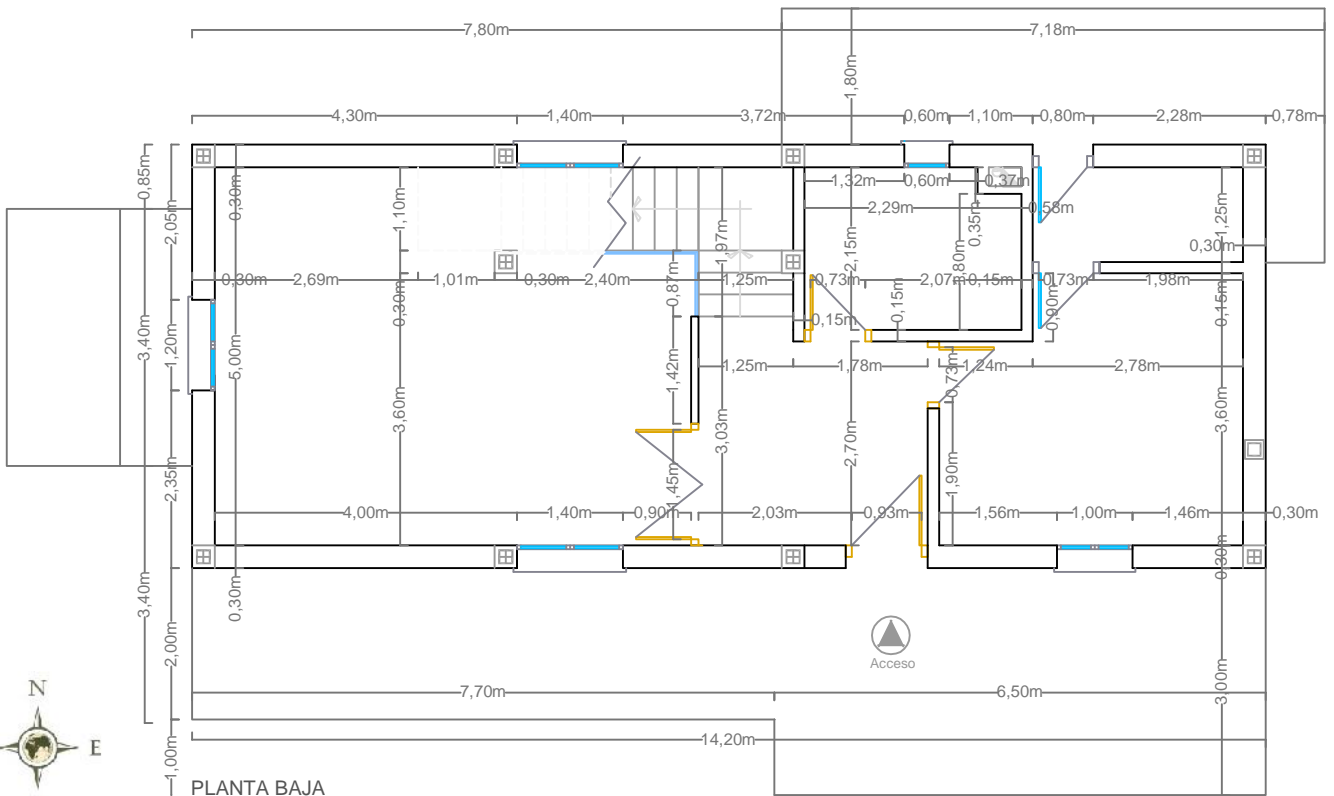 7,80m 7,18m
1,80m
4,30m 1,40m 3,72m 0,60m 1,10m 0,80m 2,28m 0,78m
0,85m 2,05m 0,30m 1,10m 1,97m 1,32m 0,60m 0,37m
2,29m 0,58m 0,35m 2,15m 1,25m 0,30m
0,30m 2,69m 1,01m 0,30m 2,40m 1,25m 0,73m 2,07m 0,15m 0,73m 1,98m
0,30m 0,87m 0,15m 0,15m 1,80m 0,90m 0,15m
3,40m 1,20m 5,00m
1,42m 1,25m 1,78m 0,73m 1,24m 2,78m
3,60m 3,03m 2,70m 3,60m
2,35m 1,45m 1,90m
4,00m 1,40m 0,90m 2,03m 0,93m 1,56m 1,00m 1,46m 0,30m
3,40m 0,30m 0,30m
2,00m
Acceso
3,00m
7,70m 6,50m
N
E
14,20m
1,00m
PLANTA BAJA